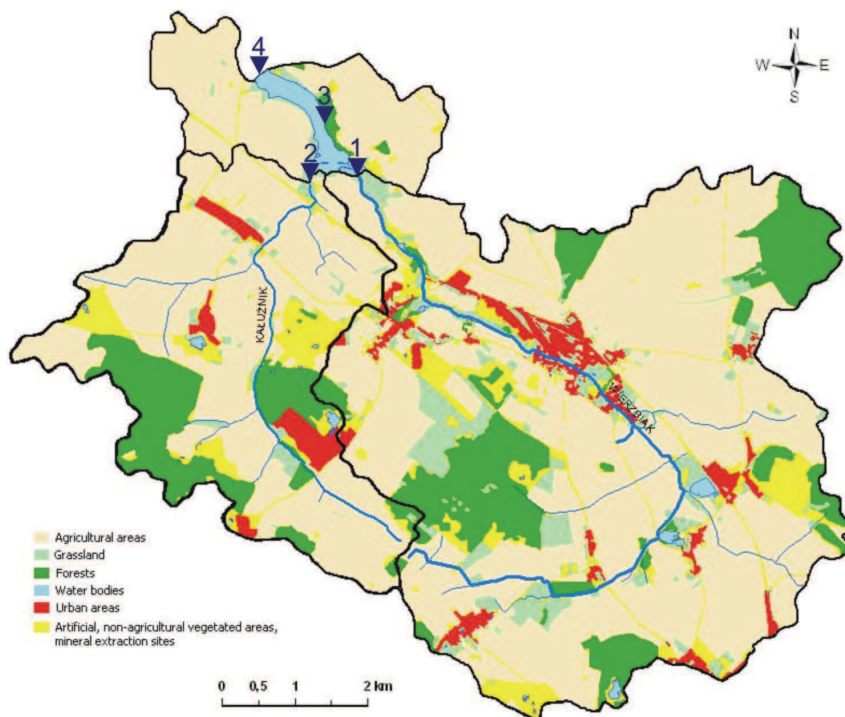 4
3
2
1
N
W E
S
KAŁUŻNIK
WIERZBIAK
Agricultural areas
Grassland
Forests
Water bodies
Urban areas
Artificial, non-agricultural vegetated areas,
mineral extraction sites
0 0,5 1 2 km